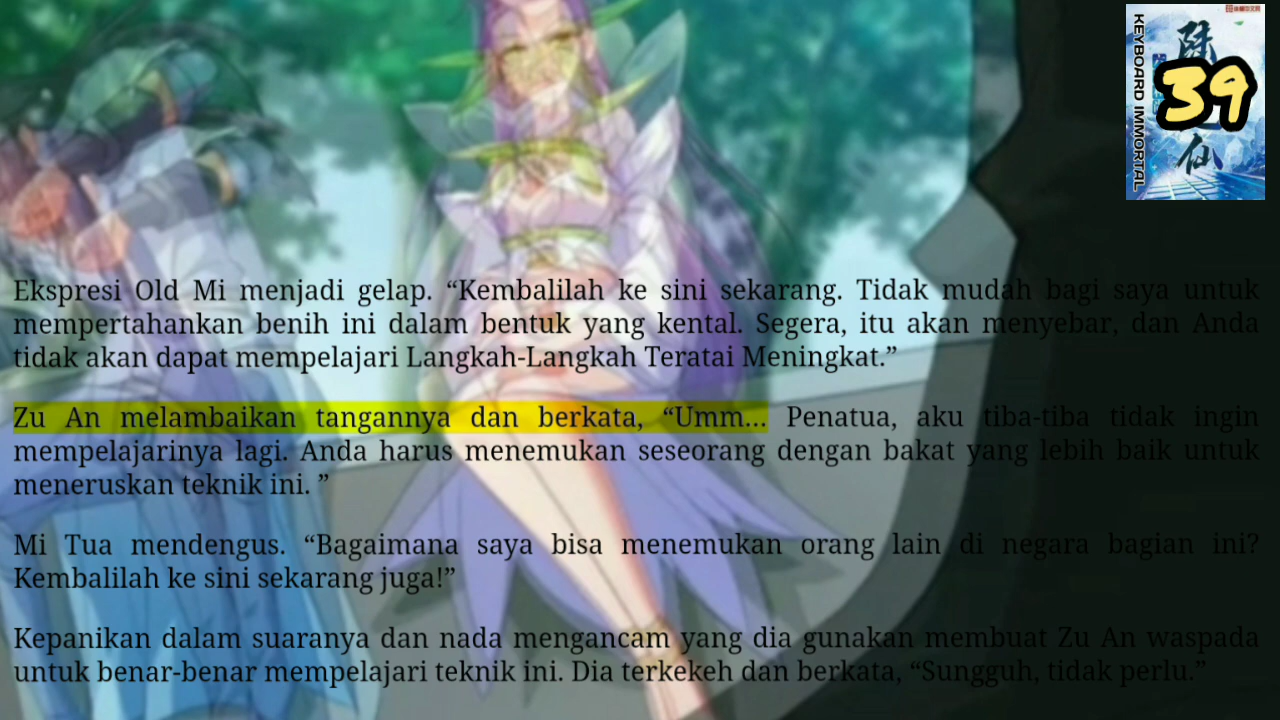 KEYBOARD IMMORTAL
陸
39
仙
Ekspresi Old Mi menjadi gelap. “Kembalilah ke sini sekarang. Tidak mudah bagi saya untuk
mempertahankan benih ini dalam bentuk yang kental. Segera, itu akan menyebar, dan Anda
tidak akan dapat mempelajari Langkah-Langkah Teratai Meningkat.”
Zu An melambaikan tangannya dan berkata, “Umm... Penatua, aku tiba-tiba tidak ingin
mempelajarinya lagi. Anda harus menemukan seseorang dengan bakat yang lebih baik untuk
meneruskan teknik ini. ”
Mi Tua mendengus. “Bagaimana saya bisa menemukan orang lain di negara bagian ini?
Kembalilah ke sini sekarang juga!”
Kepanikan dalam suaranya dan nada mengancam yang dia gunakan membuat Zu An waspada
untuk benar-benar mempelajari teknik ini. Dia terkekeh dan berkata, “Sungguh, tidak perlu.”